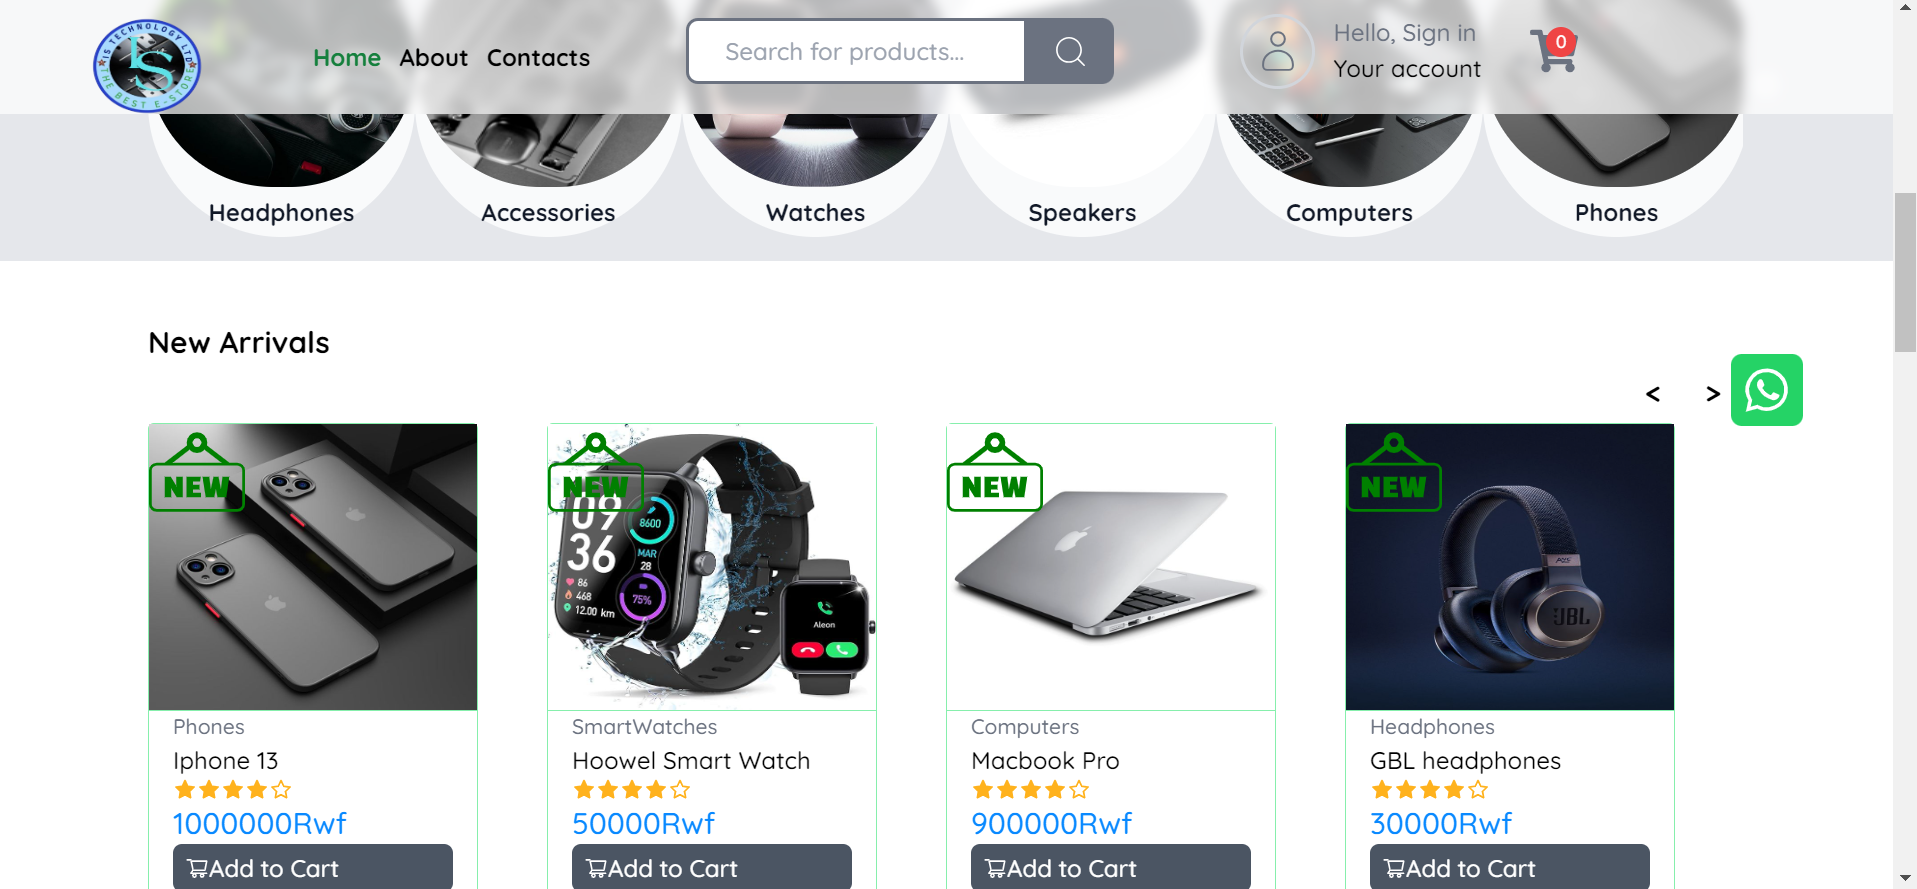 IS TECHNOLOGY LTD
IS
THE BEST E-STORE
Home About Contacts
Search for products...
Hello, Sign in
Your account
0
Headphones Accessories Watches Speakers Computers Phones
New Arrivals
< >
NEW NEW NEW NEW
09
36
8600
MAR
28
86
468
75%
12.00 km
Aleon
JBL
Phones SmartWatches Computers Headphones
Iphone 13 Hoowel Smart Watch Macbook Pro GBL headphones
1000000Rwf 50000Rwf 900000Rwf 30000Rwf
Add to Cart Add to Cart Add to Cart Add to Cart